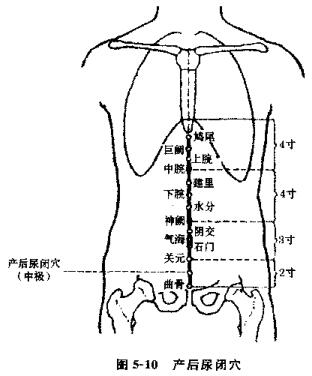 鸠尾
巨阙
上脘
中脘
建里
下脘
水分
神阙
阴交
气海
石门
关元
曲骨
4寸
4寸
3寸
2寸
产后尿闭穴
(中极)
图 5-10 产后尿闭穴